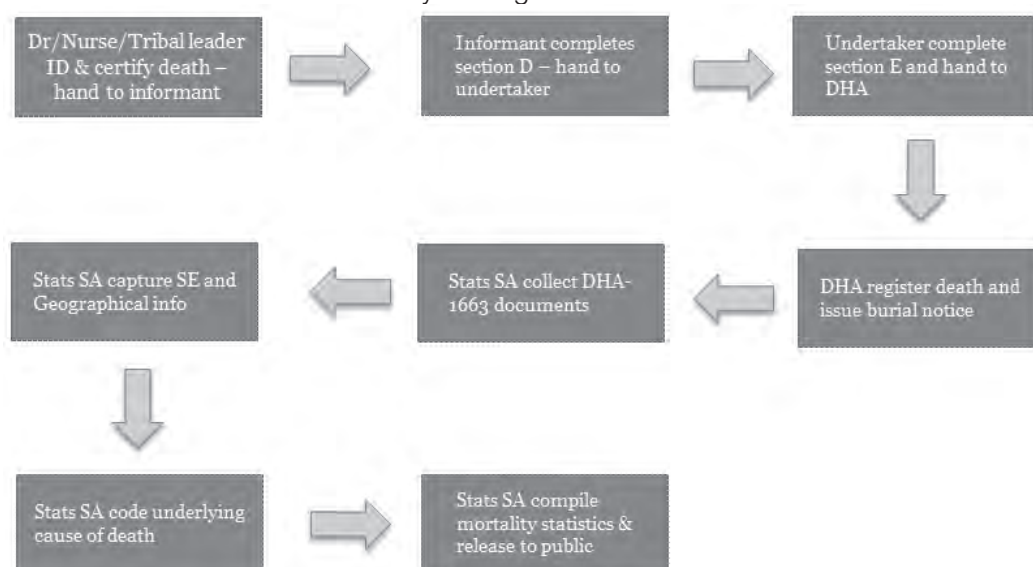 Dr/Nurse/Tribal leader
ID & certify death –
hand to informant
Informant completes
section D – hand to
undertaker
Undertaker complete
section E and hand to
DHA
DHA register death and
issue burial notice
Stats SA collect DHA-
1663 documents
Stats SA capture SE and
Geographical info
Stats SA code underlying
cause of death
Stats SA compile
mortality statistics &
release to public